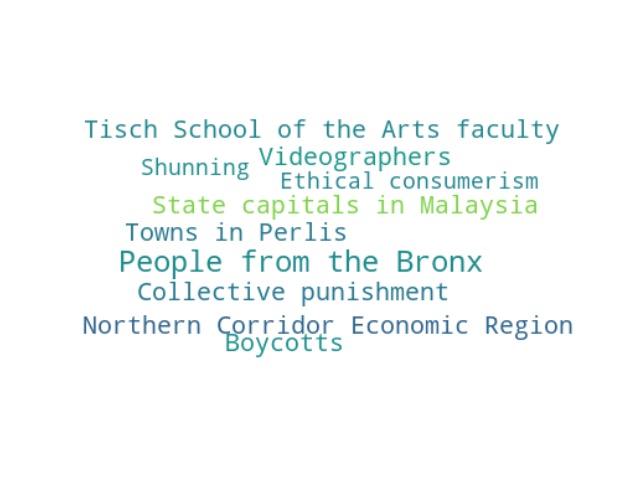 Tisch School of the Arts faculty
Videographers
Shunning
Ethical consumerism
State capitals in Malaysia
Towns in Perlis
People from the Bronx
Collective punishment
Northern Corridor Economic Region
Boycotts